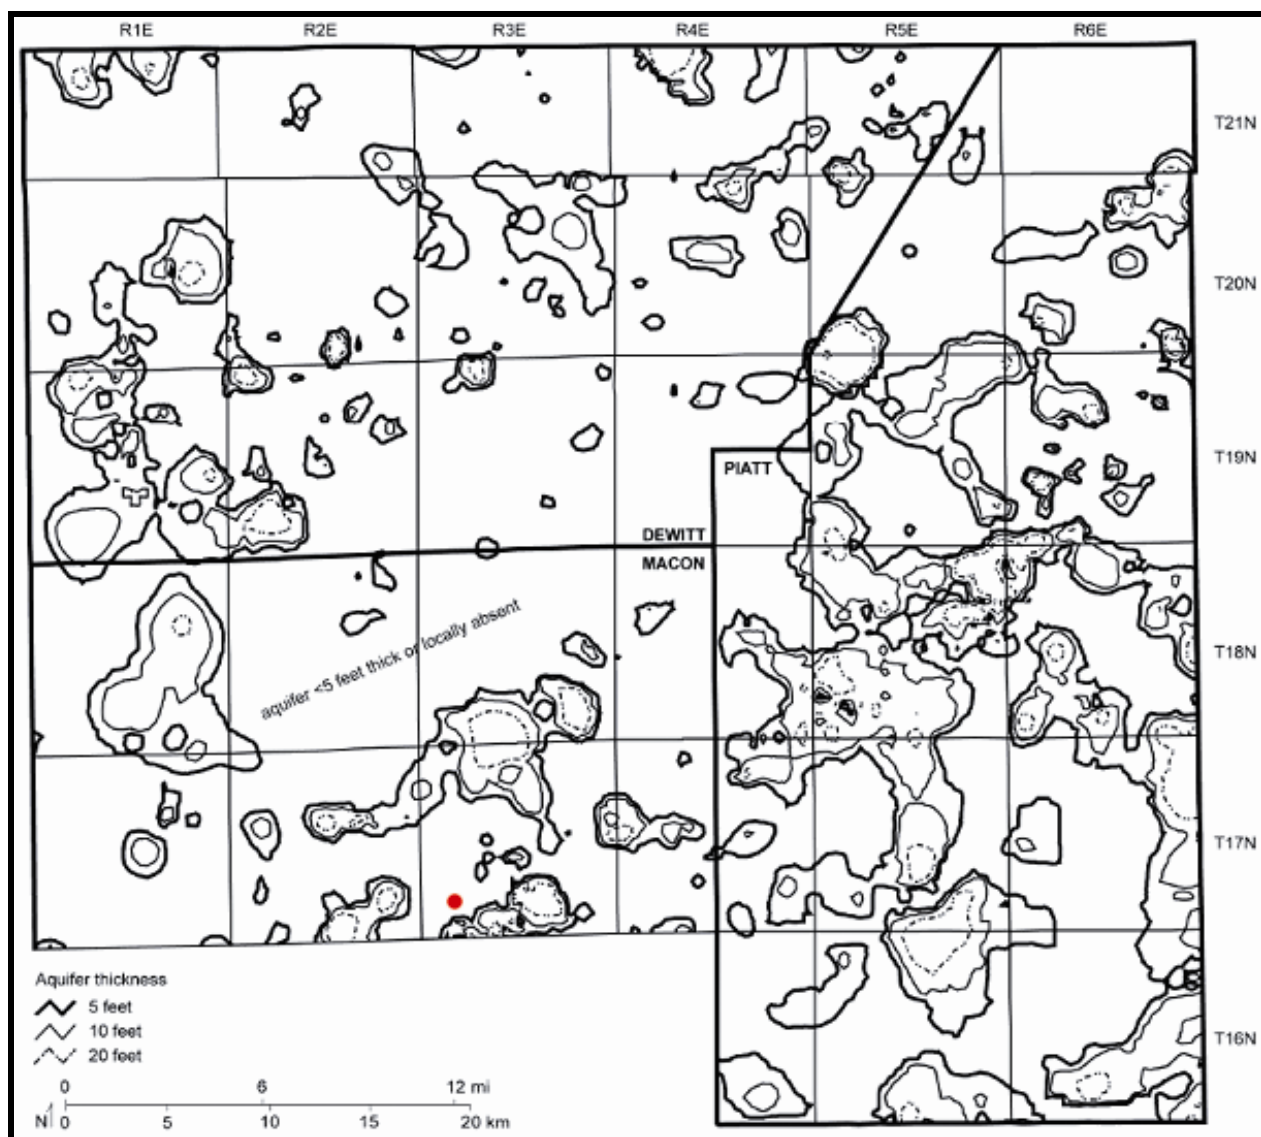 R1E R2E R3E R4E R5E R6E
T21N
T20N
T19N
PIATT
DEWITT
MACON
aquifer <5 feet thick or locally absent
T18N
T17N
Aquifer thickness
5 feet
10 feet
20 feet
T16N
0 6 12 mi
N 0 5 10 15 20 km